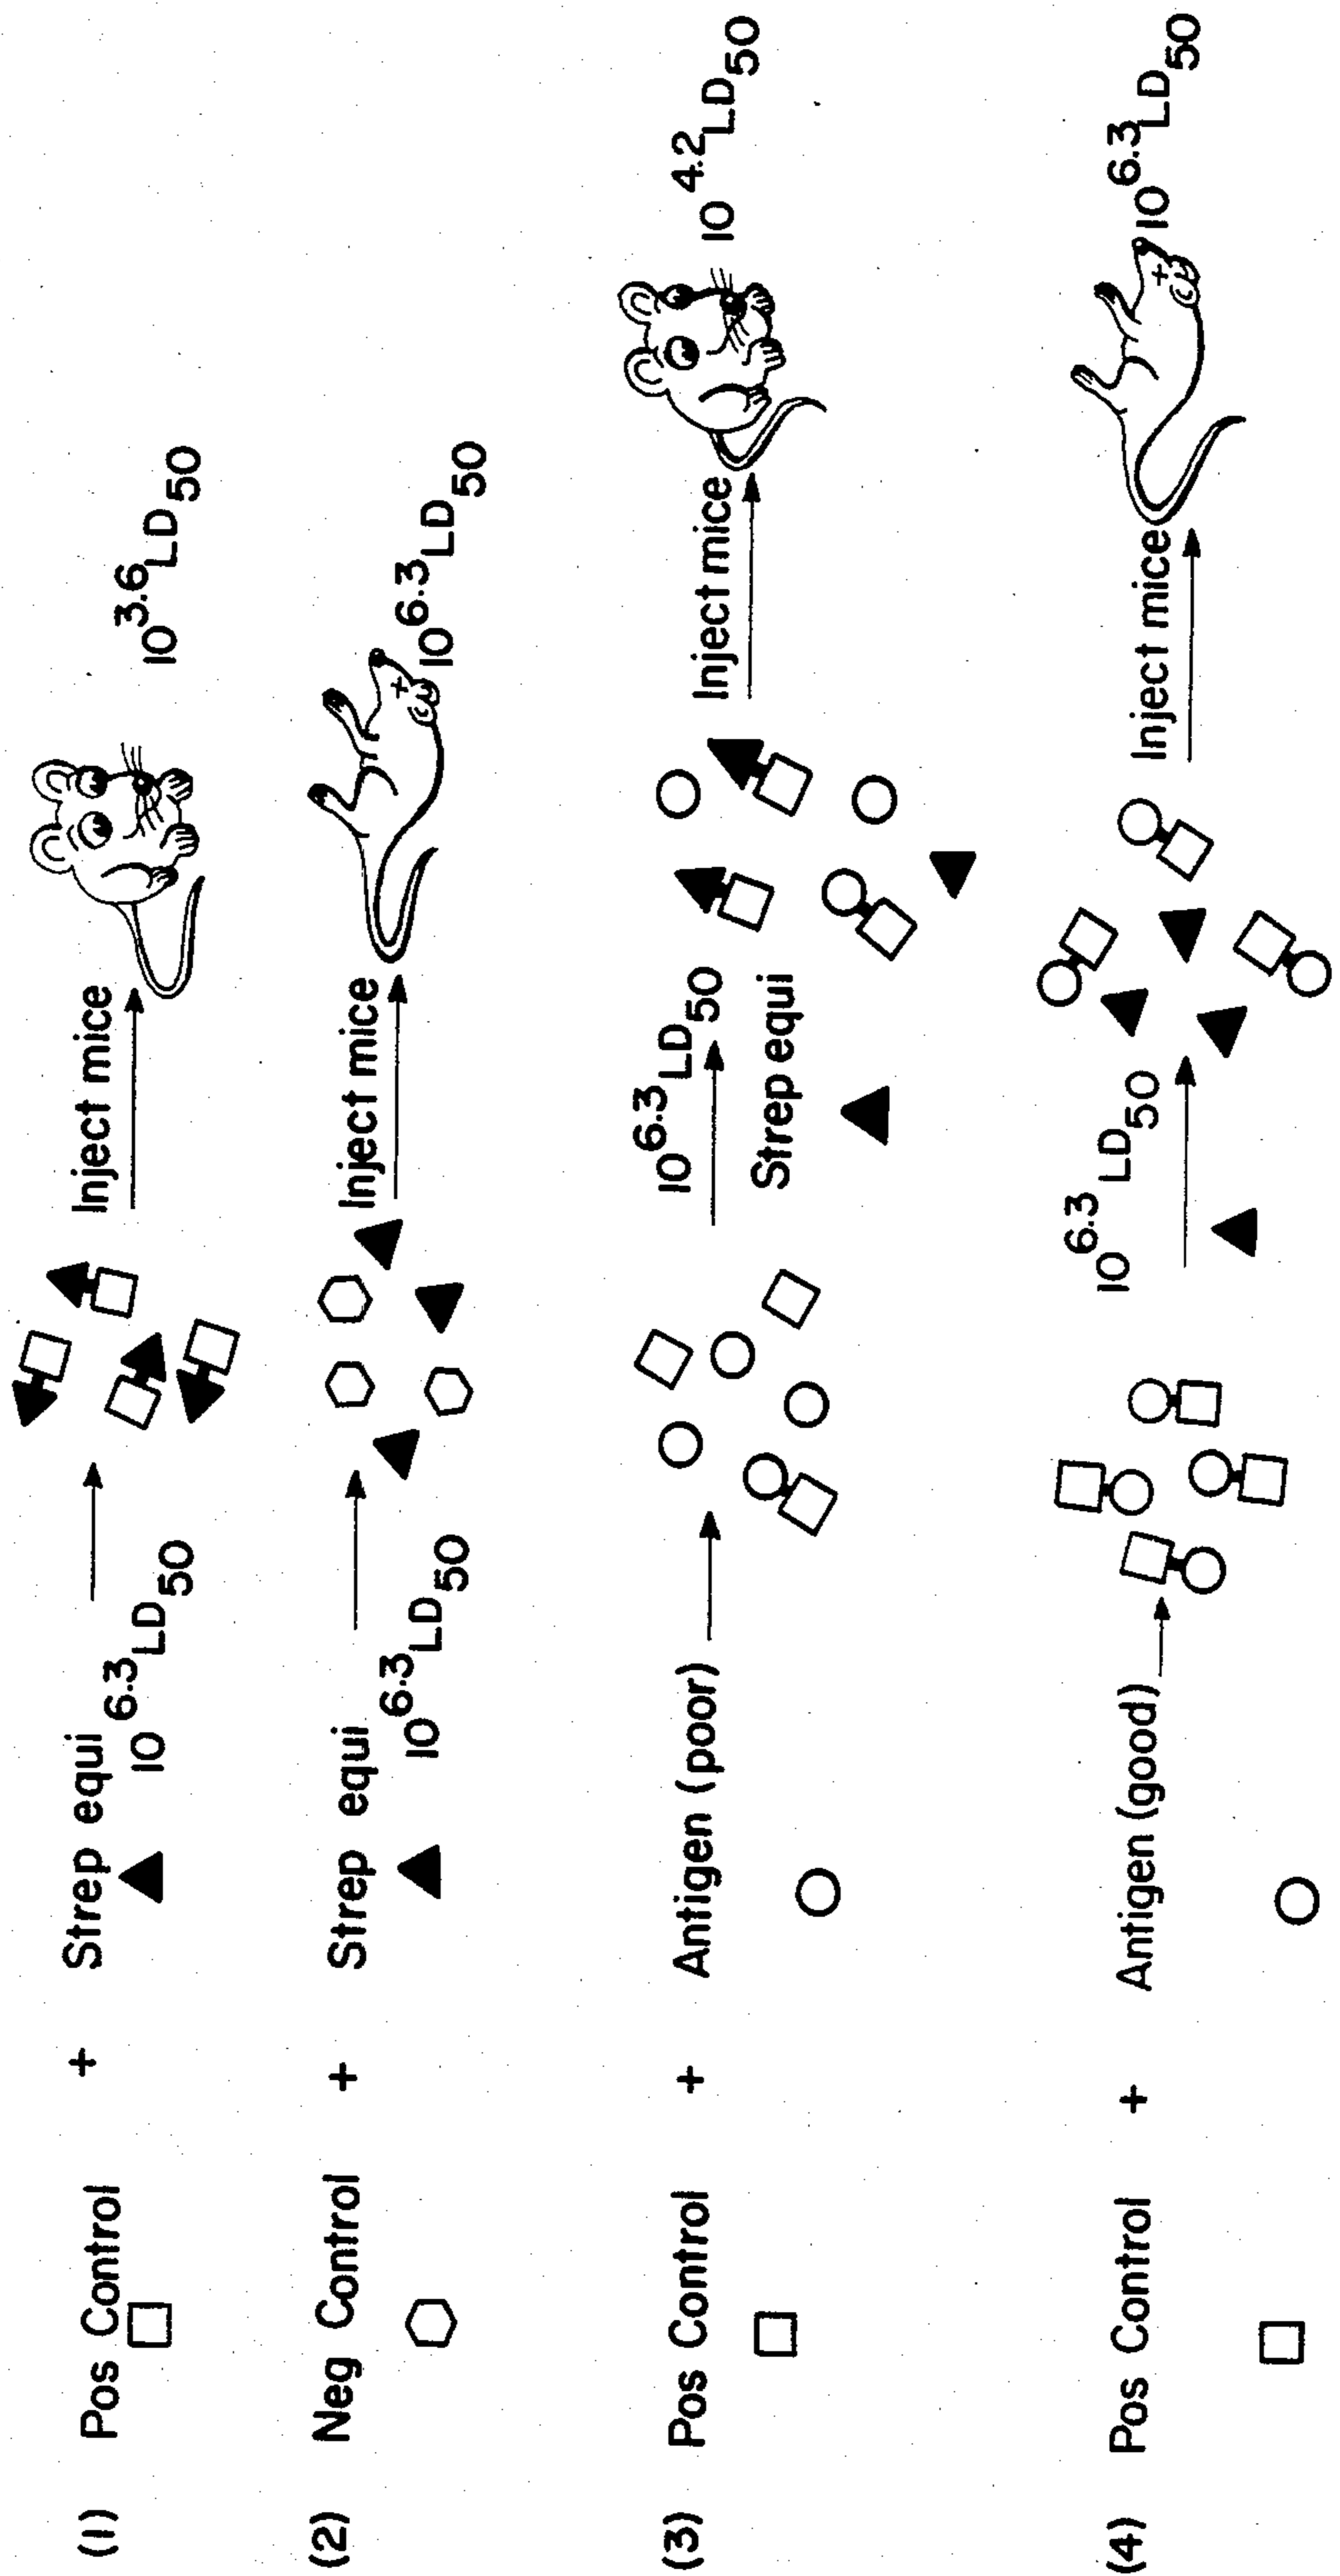 (1) Pos Control + Strep equi 10^6.3 LD50 Inject mice 10^3.6 LD50
(2) Neg Control + Strep equi 10^6.3 LD50 Inject mice 10^6.3 LD50
(3) Pos Control + Antigen (poor) 10^6.3 LD50 Strep equi Inject mice 10^4.2 LD50
(4) Pos Control + Antigen (good) 10^6.3 LD50 Inject mice 10^6.3 LD50